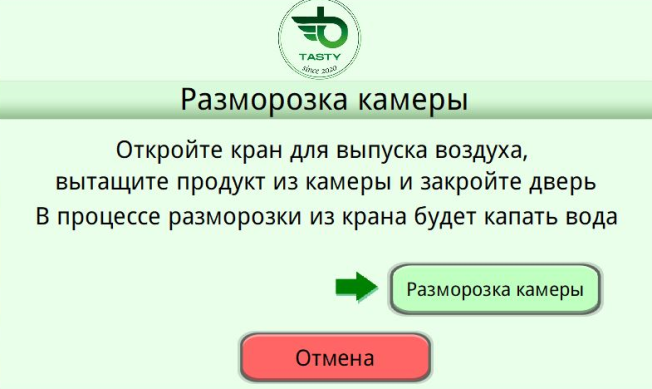 TASTY
since 2020
Разморозка камеры
Откройте кран для выпуска воздуха,
вытащите продукт из камеры и закройте дверь
В процессе разморозки из крана будет капать вода
Разморозка камеры
Отмена